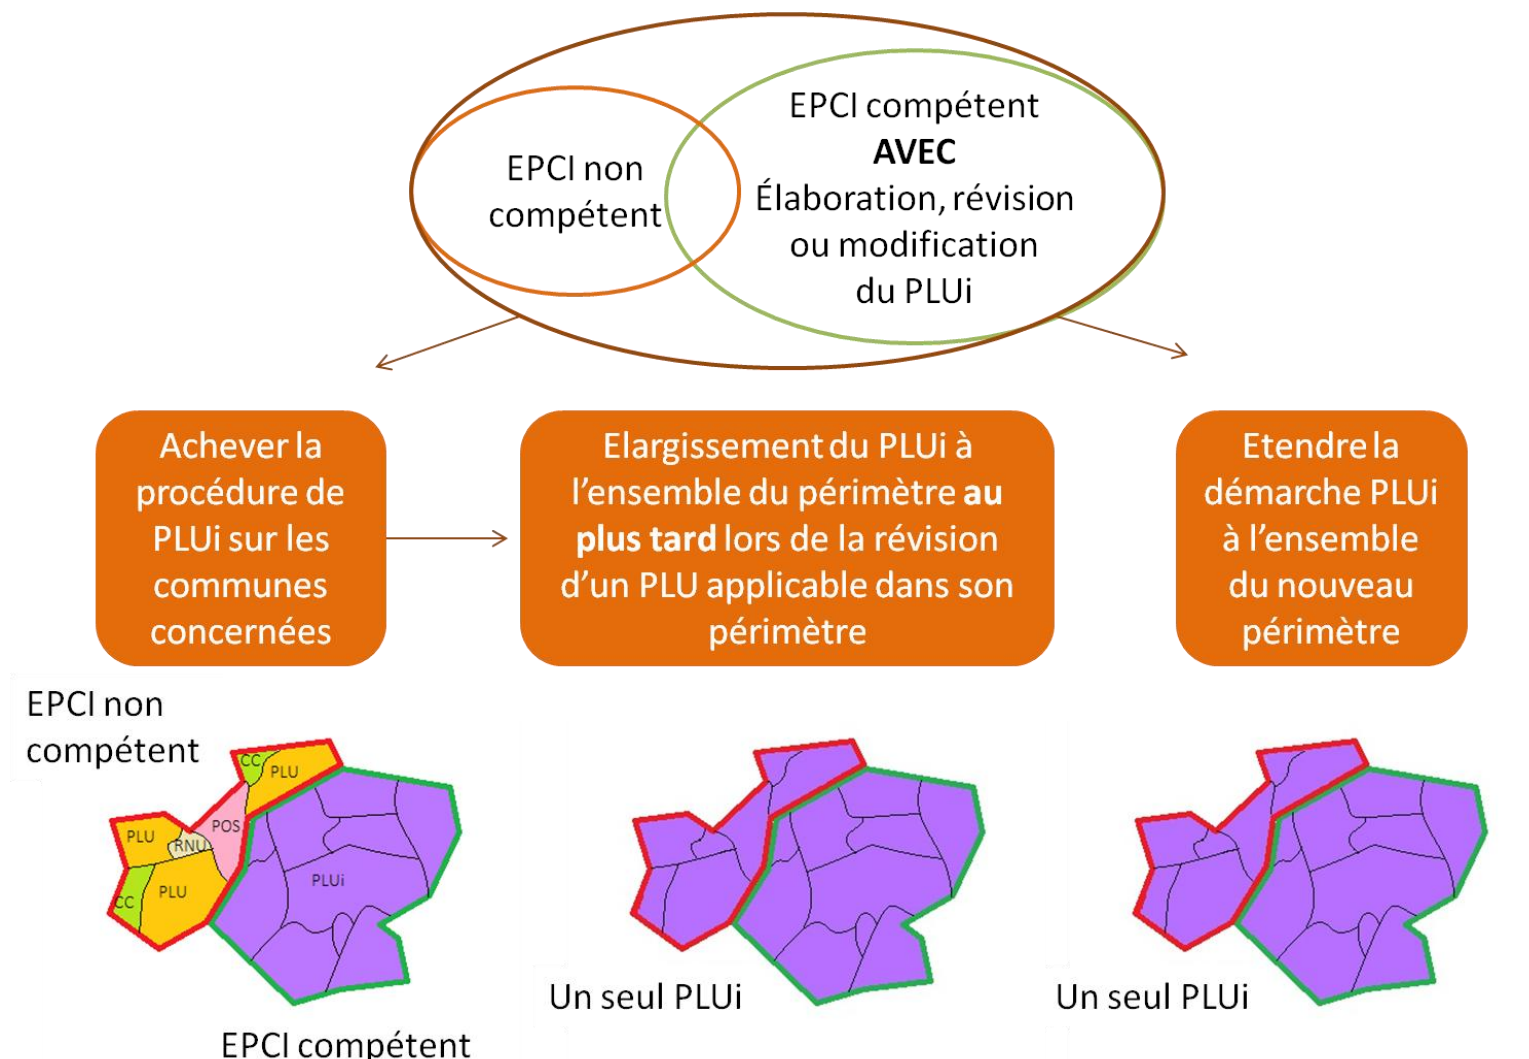 EPCI non
compétent
EPCI compétent
AVEC
Élaboration, révision
ou modification
du PLUi
Achever la
procédure de
PLUi sur les
communes
concernées
Elargissement du PLUi à
l’ensemble du périmètre au
plus tard lors de la révision
d’un PLU applicable dans son
périmètre
Etendre la
démarche PLUi
à l’ensemble
du nouveau
périmètre
EPCI non
compétent
CC
PLU
PLU
POS
RNU
PLU
CC
PLUi
EPCI compétent
Un seul PLUi
Un seul PLUi